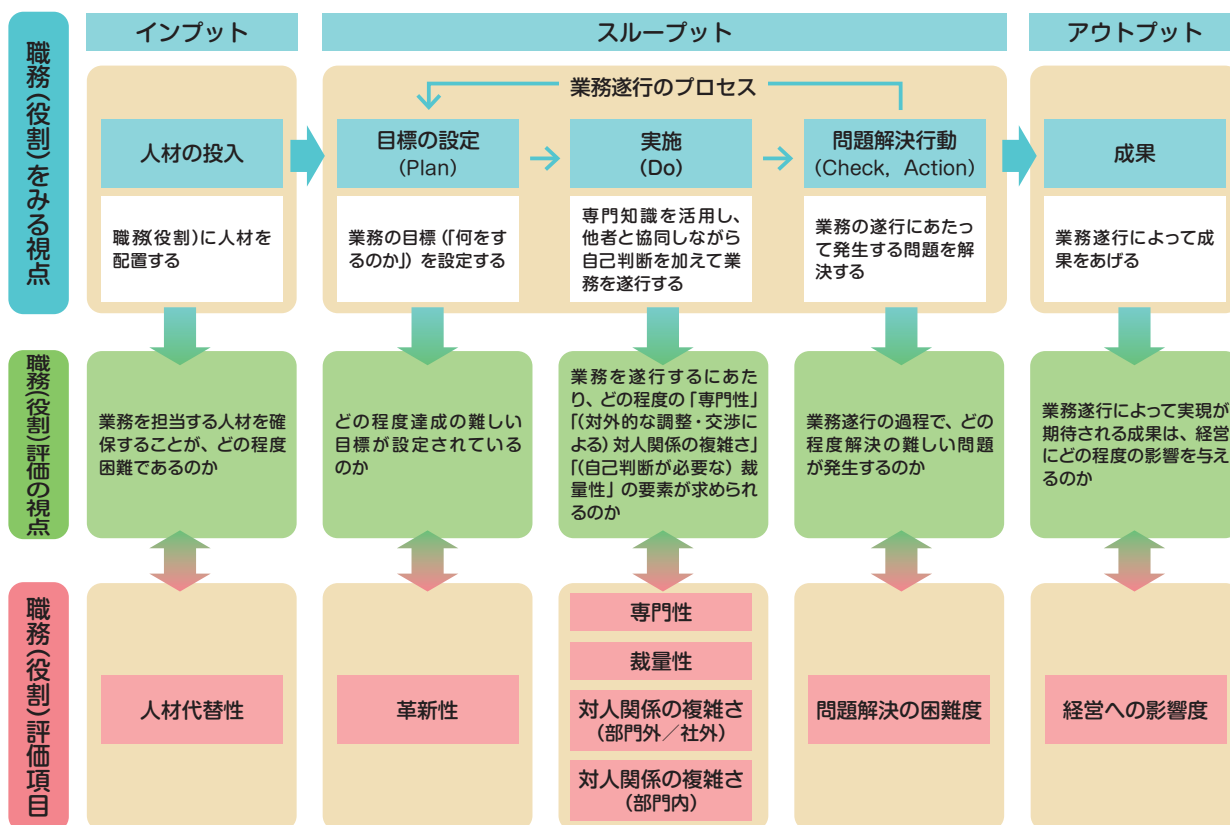 インプット
スループット
アウトプット
職務(役割)をみる視点
業務遂行のプロセス
人材の投入
目標の設定
(Plan)
実施
(Do)
問題解決行動
(Check, Action)
成果
職務(役割)に人材を
配置する
業務の目標(「何をす
るのか」)を設定する
専門知識を活用し、
他者と協同しながら
自己判断を加えて業
務を遂行する
業務の遂行にあたっ
て発生する問題を解
決する
業務遂行によって成
果をあげる
職務(役割)評価の視点
業務を担当する人材を確
保することが、どの程度
困難であるのか
どの程度達成の難しい
目標が設定されている
のか
業務を遂行するにあた
り、どの程度の「専門性」
「(対外的な調整・交渉に
よる)対人関係の複雑さ」
「(自己判断が必要な)裁
量性」の要素が求められ
るのか
業務遂行の過程で、どの
程度解決の難しい問題
が発生するのか
業務遂行によって実現が
期待される成果は、経営
にどの程度の影響を与え
るのか
職務(役割)評価項目
人材代替性
革新性
専門性
裁量性
対人関係の複雑さ
(部門外／社外)
対人関係の複雑さ
(部門内)
問題解決の困難度
経営への影響度